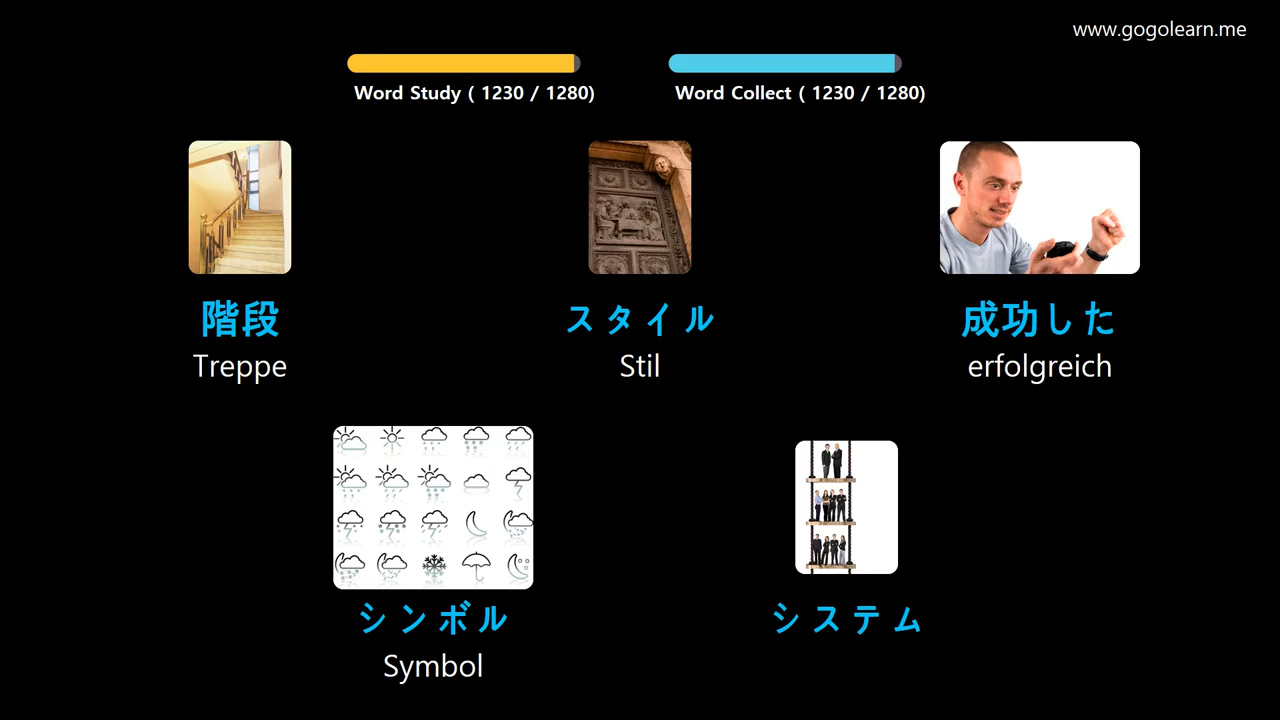 www.gogolearn.me
Word Study ( 1230 / 1280)
Word Collect ( 1230 / 1280)
階段
Treppe
スタイル
Stil
成功した
erfolgreich
シンボル
Symbol
システム